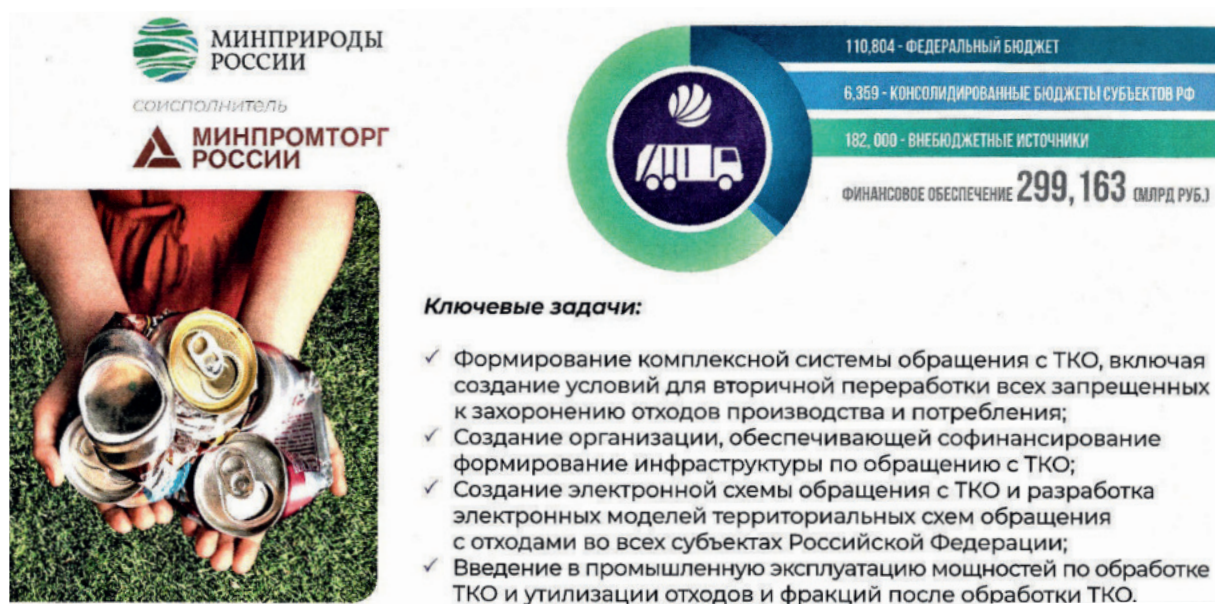 МИНПРИРОДЫ
РОССИИ
соисполнитель
МИНПРОМТОРГ
РОССИИ
110,804 - ФЕДЕРАЛЬНЫЙ БЮДЖЕТ
6,359 - КОНСОЛИДИРОВАННЫЕ БЮДЖЕТЫ СУБЪЕКТОВ РФ
182, 000 - ВНЕБЮДЖЕТНЫЕ ИСТОЧНИКИ
ФИНАНСОВОЕ ОБЕСПЕЧЕНИЕ 299,163 (МЛРД РУБ.)
Ключевые задачи:
✓ Формирование комплексной системы обращения с ТКО, включая
создание условий для вторичной переработки всех запрещенных
к захоронению отходов производства и потребления;
✓ Создание организации, обеспечивающей софинансирование
формирование инфраструктуры по обращению с ТКО;
✓ Создание электронной схемы обращения с ТКО и разработка
электронных моделей территориальных схем обращения
с отходами во всех субъектах Российской Федерации;
✓ Введение в промышленную эксплуатацию мощностей по обработке
ТКО и утилизации отходов и фракций после обработки ТКО.